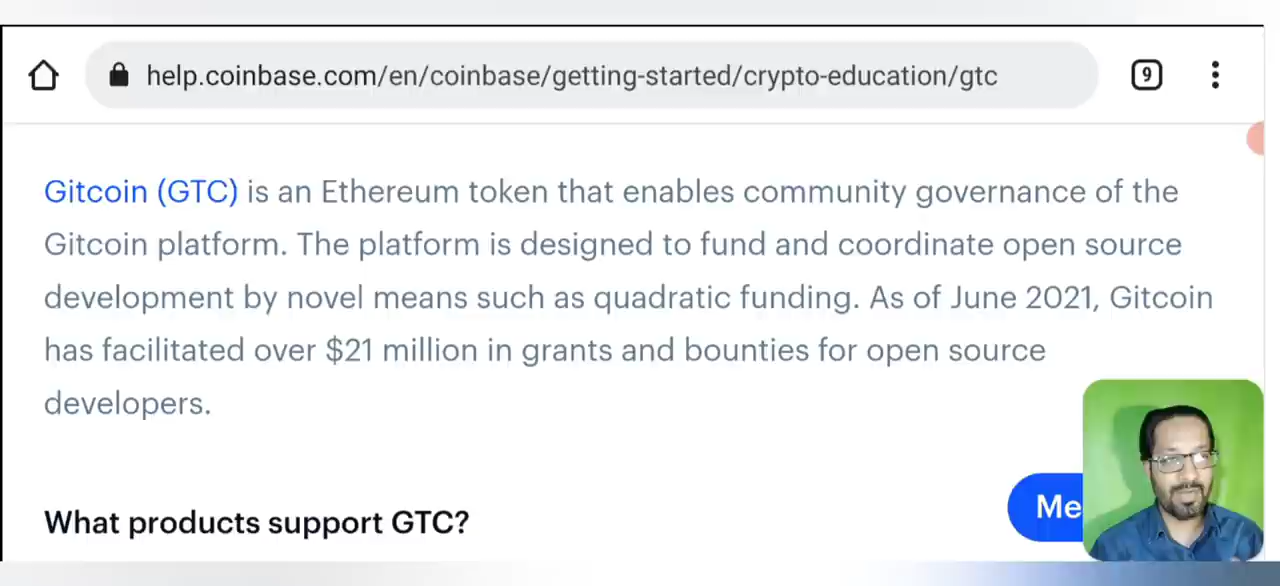 help.coinbase.com/en/coinbase/getting-started/crypto-education/gtc
9
Gitcoin (GTC) is an Ethereum token that enables community governance of the
Gitcoin platform. The platform is designed to fund and coordinate open source
development by novel means such as quadratic funding. As of June 2021, Gitcoin
has facilitated over $21 million in grants and bounties for open source
developers.
Me
What products support GTC?